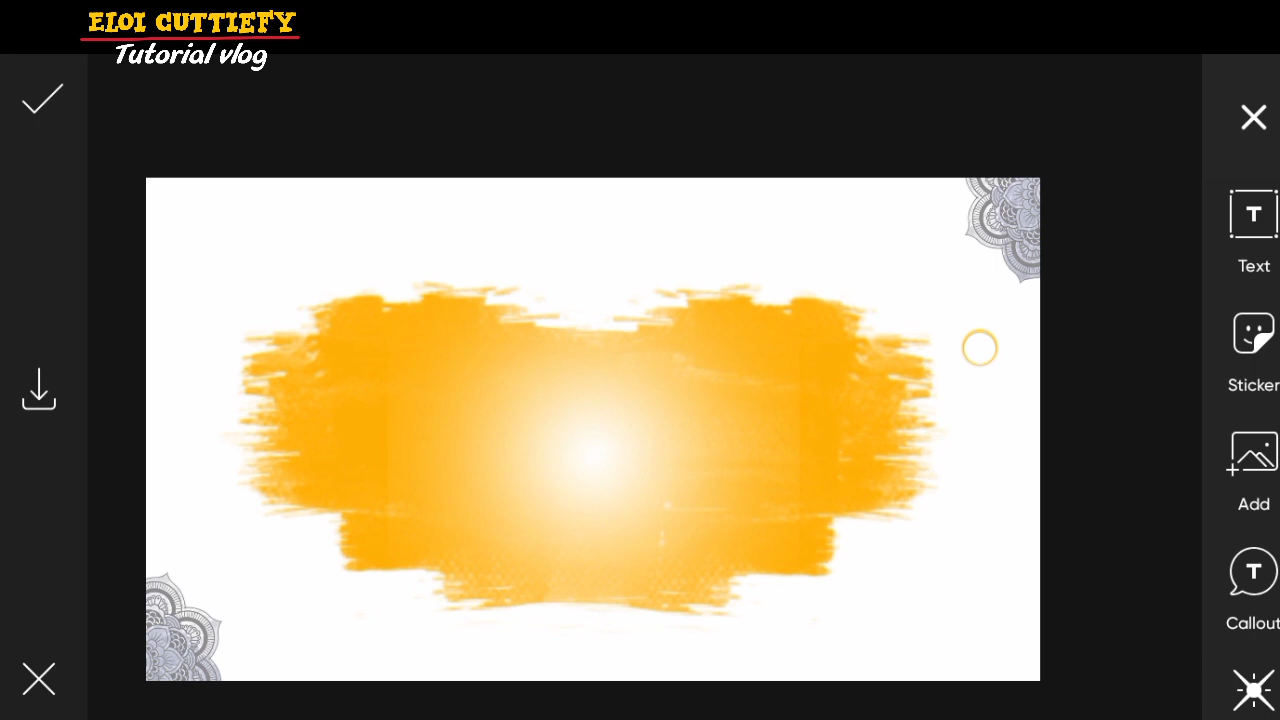 ELOI CUTTIEFY
Tutorial vlog
Text
Sticker
Add
Callout